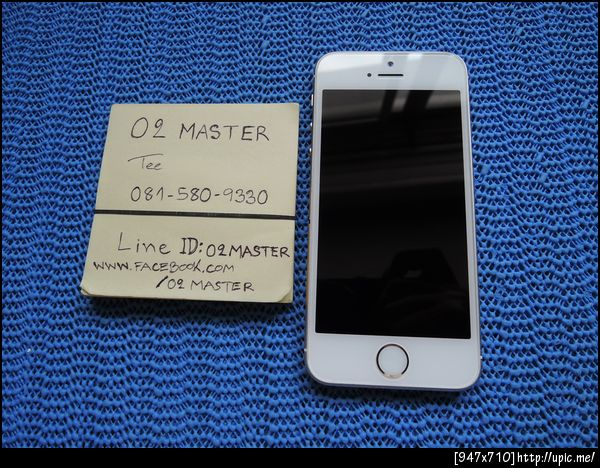 O2 MASTER
Tee
081-580-9330
Line ID: O2MASTER
WWW.FACEBOOK.COM
/O2 MASTER
[947x710]http://upic.me/